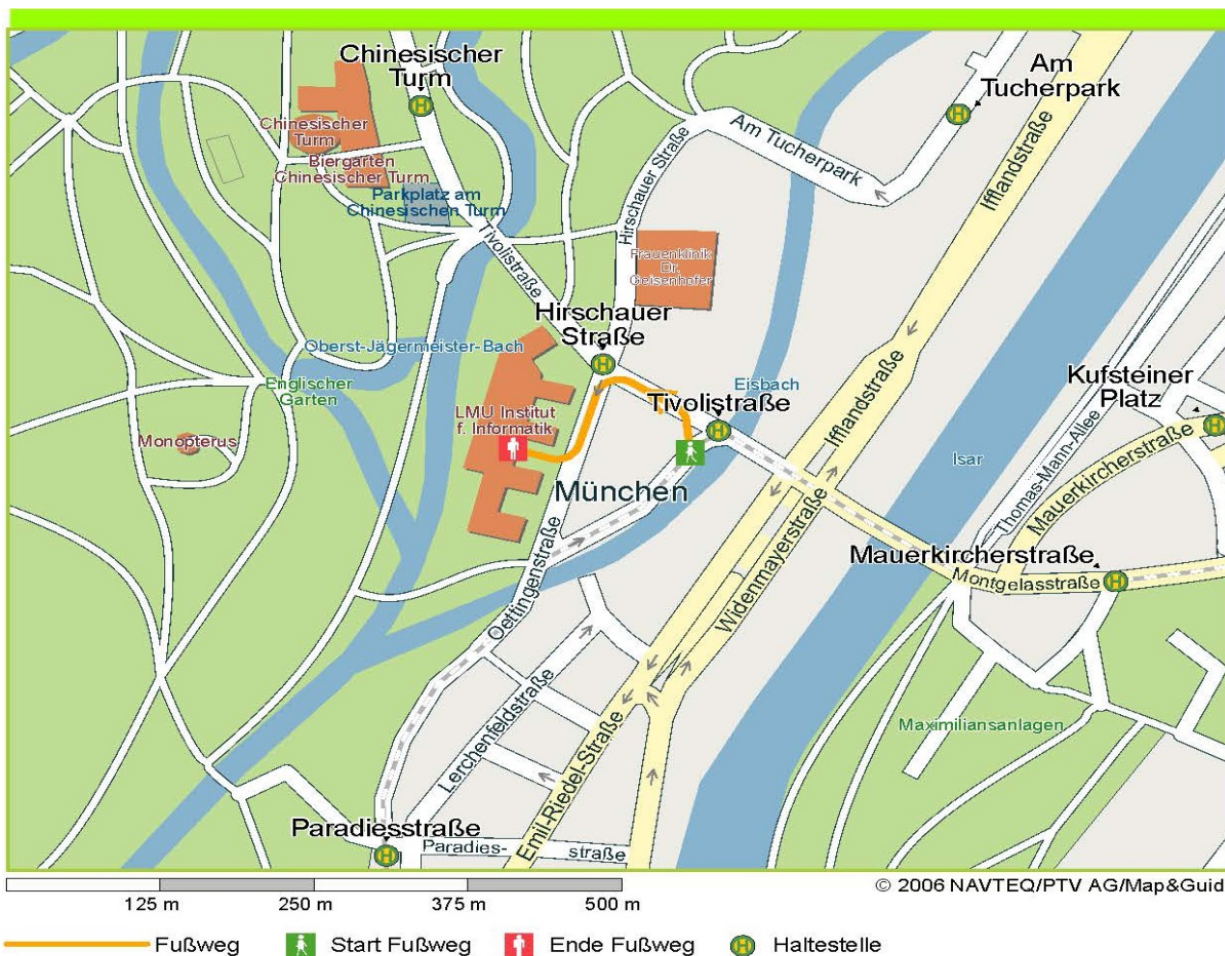 Chinesischer
Turm
Am
Tucherpark
Chinesischer
Turm
Biergarten
Chinesischer Turm
Parkplatz am
Chinesischen Turm
Am Tucherpark
Hirschauer Straße
Ifflandstraße
Tivolistraße
Frauenklinik
Dr.
Geisenhofer
Hirschauer
Straße
Oberst-Jägermeister-Bach
Englischer
Garten
Eisbach
Kufsteiner
Platz
Tivolistraße
Ifflandstraße
LMU Institut
f. Informatik
Monopterus
Isar
Thomas-Mann-Allee
Mauerkircherstraße
München
Widenmayerstraße
Mauerkircherstraße
Montgelasstraße
Oettingenstraße
Lerchenfeldstraße
Maximiliansanlagen
Emil-Riedel-Straße
Paradiesstraße
Paradies- straße
© 2006 NAVTEQ/PTV AG/Map&Guid
125 m 250 m 375 m 500 m
Fußweg Start Fußweg Ende Fußweg H Haltestelle